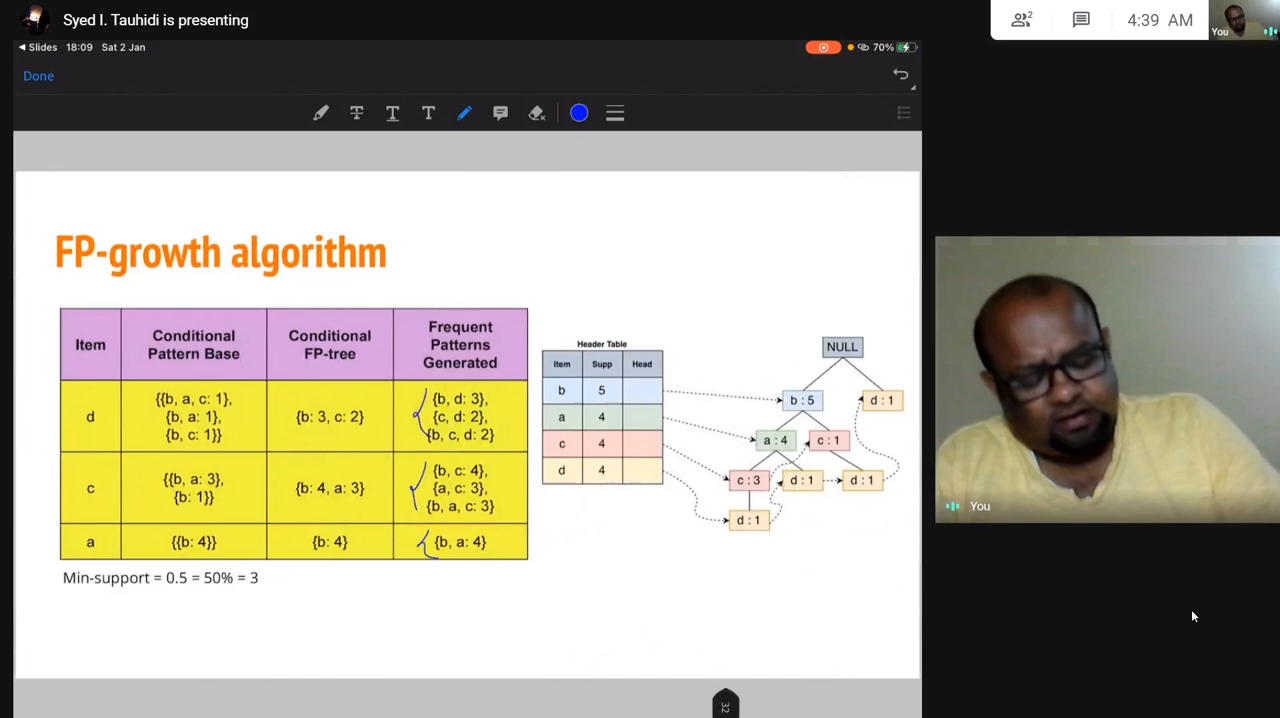 Syed I. Tauhidi is presenting
2
4:39 AM
You
Slides 18:09 Sat 2 Jan
70%
Done
T T T
FP-growth algorithm
Item Conditional Pattern Base Conditional FP-tree Frequent Patterns Generated
d {{b, a, c: 1}, {b: 3, c: 2} {b, d: 3},
{b, a: 1}, {c, d: 2},
{b, c: 1}} {b, c, d: 2}
c {{b, a: 3}, {b: 4, a: 3} {b, c: 4},
{b: 1}} {a, c: 3},
{b, a, c: 3}
a {{b: 4}} {b: 4} {b, a: 4}
Min-support = 0.5 = 50% = 3
Header Table
Item Supp Head
b 5
a 4
c 4
d 4
NULL
b : 5 d : 1
a : 4 c : 1
c : 3 d : 1 d : 1
d : 1
You
32